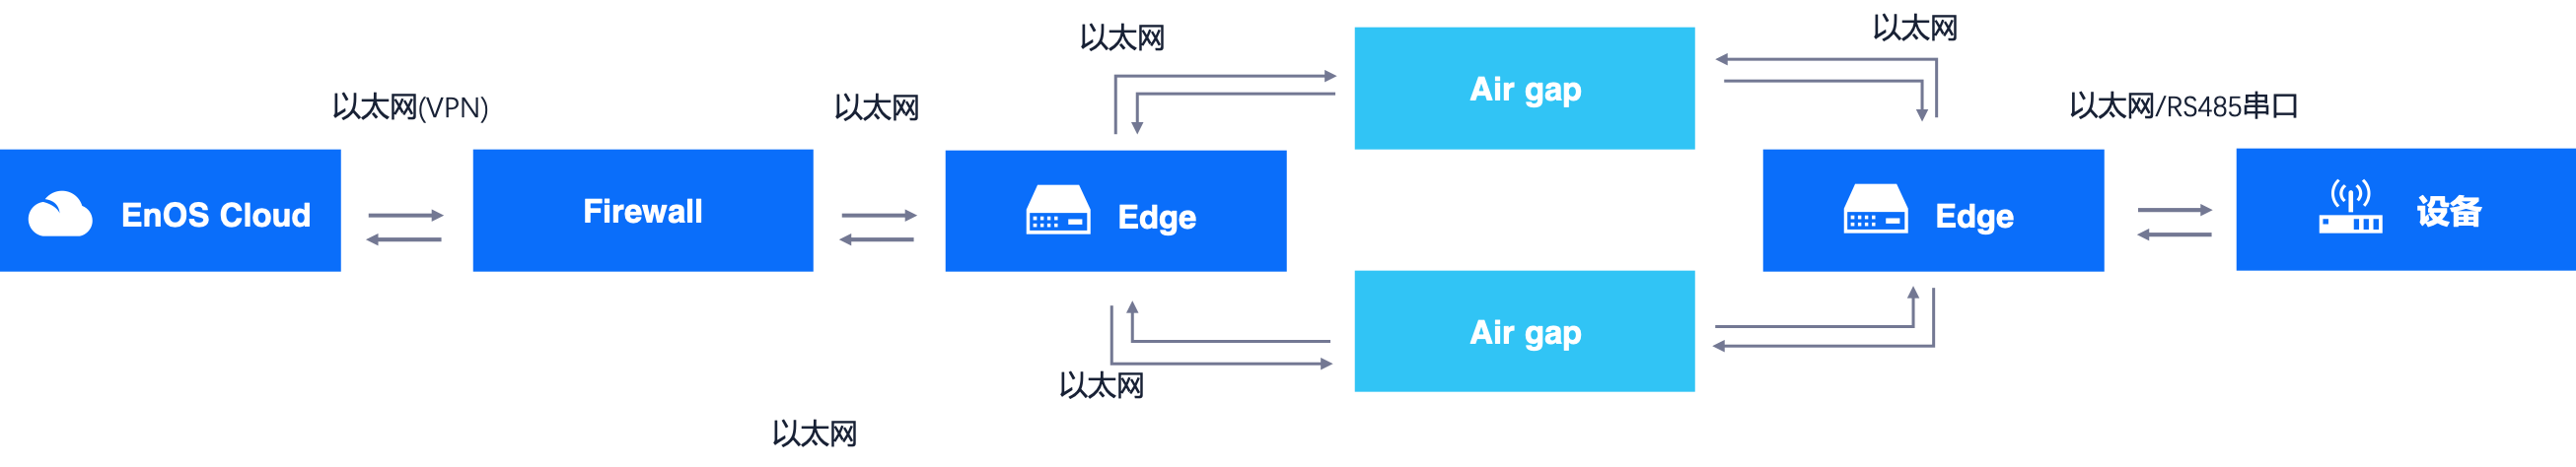 以太网
以太网
以太网(VPN)
以太网
Air gap
以太网/RS485串口
EnOS Cloud
Firewall
Edge
Edge
设备
Air gap
以太网
以太网